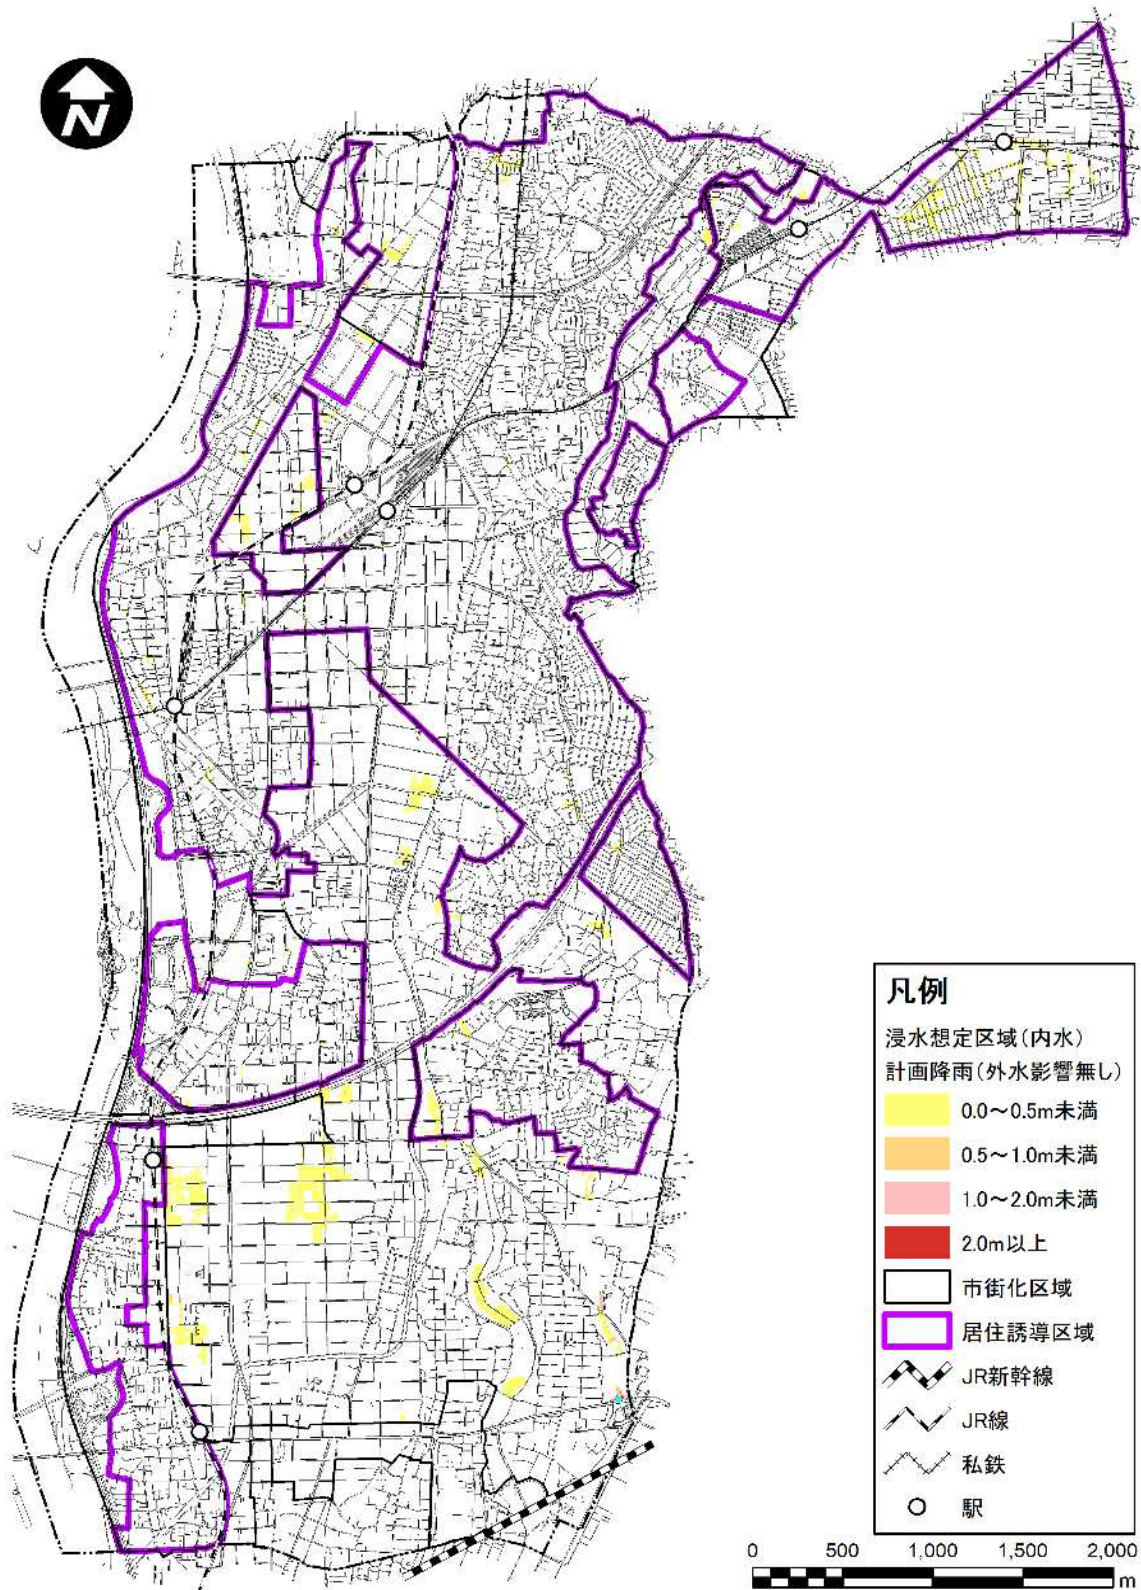 N
凡例
浸水想定区域(内水)
計画降雨(外水影響無し)
0.0～0.5m未満
0.5～1.0m未満
1.0～2.0m未満
2.0m以上
市街化区域
居住誘導区域
JR新幹線
JR線
私鉄
駅
0 500 1,000 1,500 2,000
m